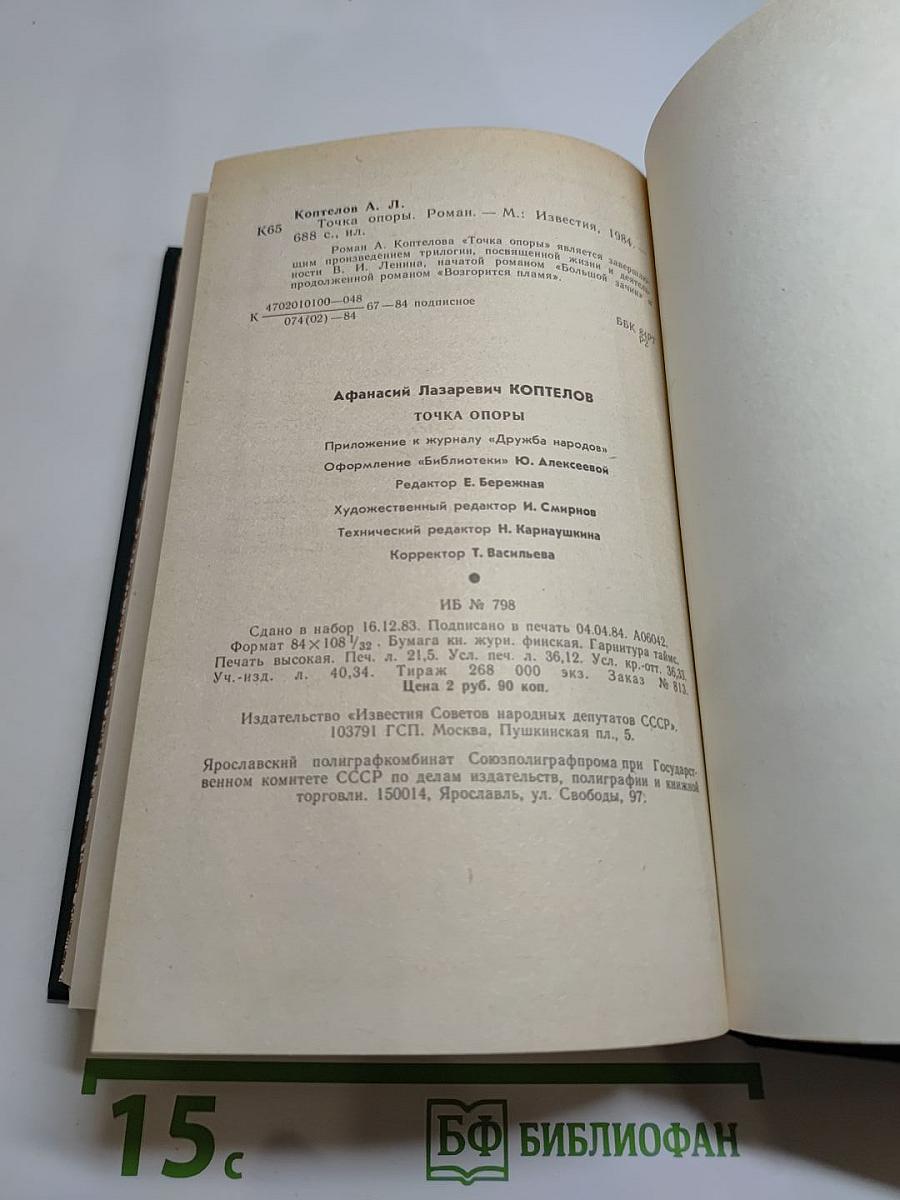 Коптелов А. Л.
К65 Точка опоры. Роман. — М.: Известия, 1984. —
688 с., ил.
Роман А. Коптелова «Точка опоры» является завершаю-
щим произведением трилогии, посвященной жизни и деятель-
ности В. И. Ленина, начатой романом «Большой зачин» и
продолженной романом «Возгорится пламя».
К 4702010100—048 67—84 подписное
074(02)—84
ББК 84Р7
Р2
Афанасий Лазаревич КОПТЕЛОВ
ТОЧКА ОПОРЫ
Приложение к журналу «Дружба народов»
Оформление «Библиотеки» Ю. Алексеевой
Редактор Е. Бережная
Художественный редактор И. Смирнов
Технический редактор Н. Карнаушкина
Корректор Т. Васильева
ИБ № 798
Сдано в набор 16.12.83. Подписано в печать 04.04.84. А06042.
Формат 84×108 1/32. Бумага кн. журн. финская. Гарнитура таймс.
Печать высокая. Печ. л. 21,5. Усл. печ. л. 36,12. Усл. кр.-отт. 36,33.
Уч.-изд. л. 40,34. Тираж 268 000 экз. Заказ № 813.
Цена 2 руб. 90 коп.
Издательство «Известия Советов народных депутатов СССР».
103791 ГСП. Москва, Пушкинская пл., 5.
Ярославский полиграфкомбинат Союзполиграфпрома при Государст-
венном комитете СССР по делам издательств, полиграфии и книжной
торговли. 150014, Ярославль, ул. Свободы, 97.
15 с
БФ БИБЛИОФАН